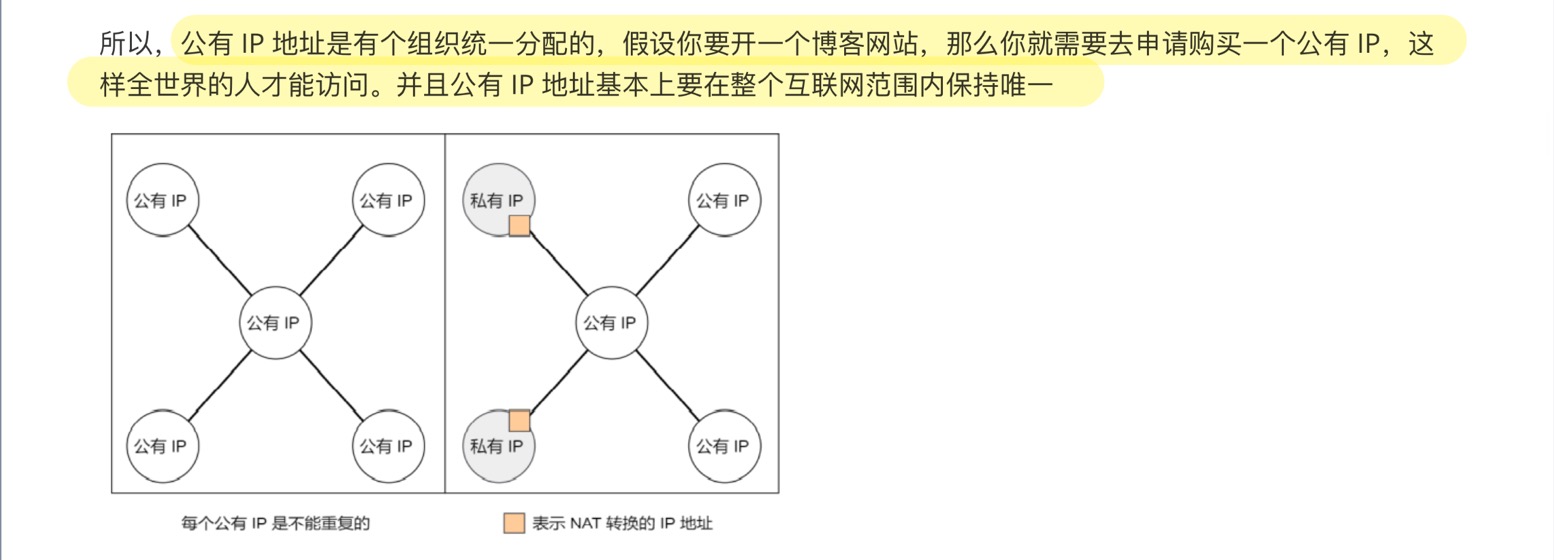 所以，公有 IP 地址是有个组织统一分配的，假设你要开一个博客网站，那么你就需要去申请购买一个公有 IP，这
样全世界的人才能访问。并且公有 IP 地址基本上要在整个互联网范围内保持唯一
公有 IP
公有 IP
公有 IP
公有 IP
公有 IP
私有 IP
公有 IP
公有 IP
私有 IP
公有 IP
每个公有 IP 是不能重复的
表示 NAT 转换的 IP 地址